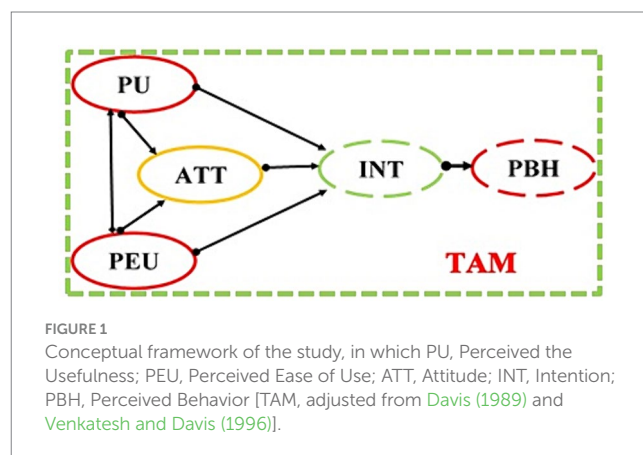 PU
ATT
INT
PBH
PEU
TAM
FIGURE 1
Conceptual framework of the study, in which PU, Perceived the
Usefulness; PEU, Perceived Ease of Use; ATT, Attitude; INT, Intention;
PBH, Perceived Behavior [TAM, adjusted from Davis (1989) and
Venkatesh and Davis (1996)].